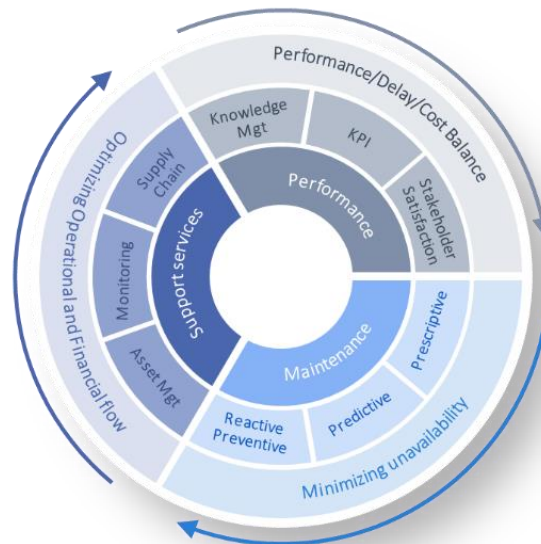 Performance/Delay/Cost Balance
Knowledge
Mgt
KPI
Stakeholder
Satisfaction
Performance
Optimizing Operational and Financial flow
Supply
Chain
Monitoring
Asset Mgt
Support services
Maintenance
Prescriptive
Predictive
Reactive
Preventive
Minimizing unavailability